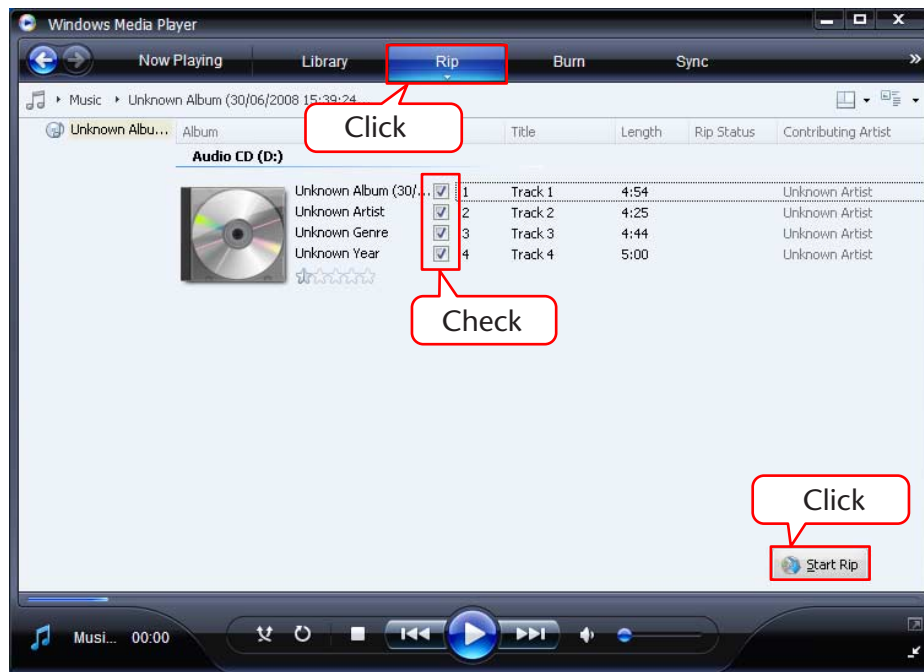 Windows Media Player
Now Playing Library Rip Burn Sync »
Music Unknown Album (30/06/2008 15:39:24...
Click
Unknown Albu... Album Title Length Rip Status Contributing Artist
Audio CD (D:)
Unknown Album (30/... 1 Track 1 4:54 Unknown Artist
Unknown Artist 2 Track 2 4:25 Unknown Artist
Unknown Genre 3 Track 3 4:44 Unknown Artist
Unknown Year 4 Track 4 5:00 Unknown Artist
Check
Click
Start Rip
Musi... 00:00